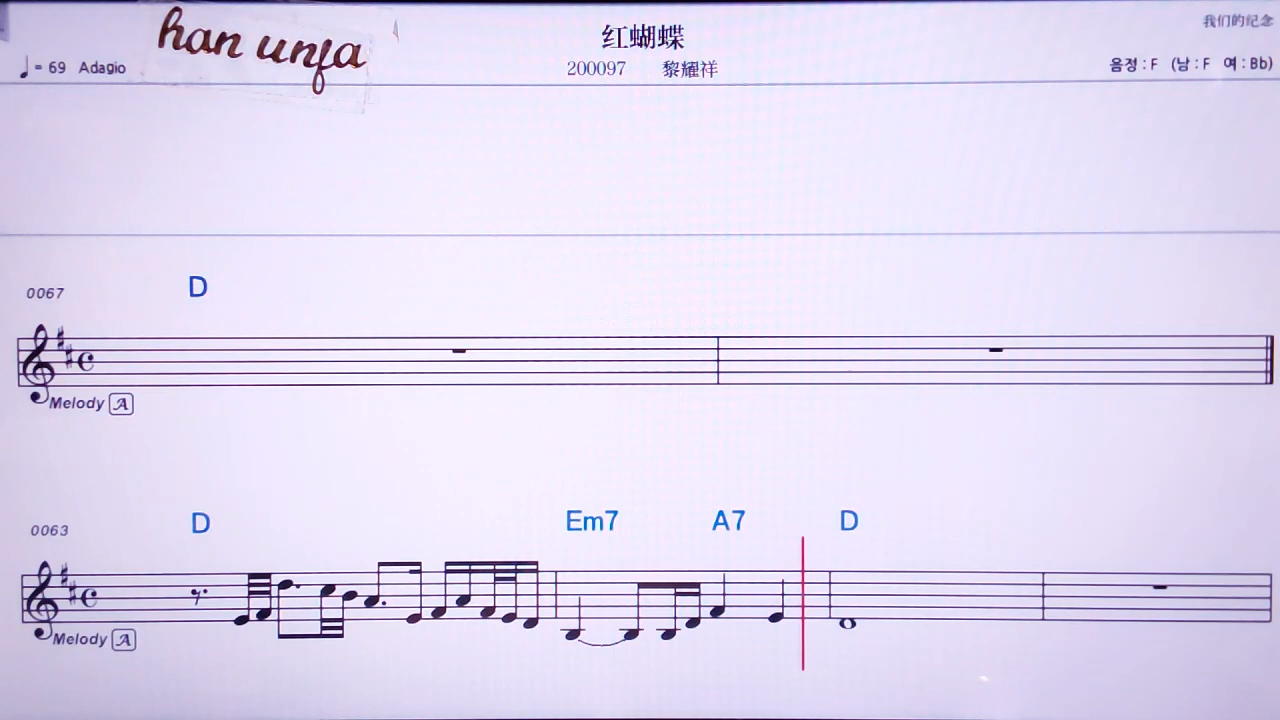 han unfa
红蝴蝶
我们的纪念
♩ = 69 Adagio
200097 黎耀祥
음정 : F (남 : F 여 : Bb)
0067
D
Melody A
0063
D Em7 A7 D
Melody A